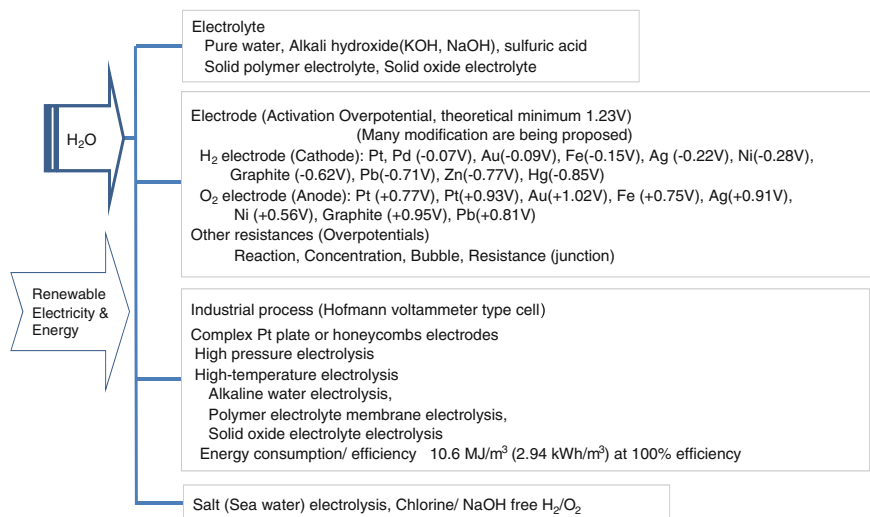 Electrolyte
Pure water, Alkali hydroxide(KOH, NaOH), sulfuric acid
Solid polymer electrolyte, Solid oxide electrolyte
H₂O
Electrode (Activation Overpotential, theoretical minimum 1.23V)
(Many modification are being proposed)
H₂ electrode (Cathode): Pt, Pd (-0.07V), Au(-0.09V), Fe(-0.15V), Ag (-0.22V), Ni(-0.28V),
Graphite (-0.62V), Pb(-0.71V), Zn(-0.77V), Hg(-0.85V)
O₂ electrode (Anode): Pt (+0.77V), Pt(+0.93V), Au(+1.02V), Fe (+0.75V), Ag(+0.91V),
Ni (+0.56V), Graphite (+0.95V), Pb(+0.81V)
Other resistances (Overpotentials)
Reaction, Concentration, Bubble, Resistance (junction)
Renewable
Electricity &
Energy
Industrial process (Hofmann voltammeter type cell)
Complex Pt plate or honeycombs electrodes
High pressure electrolysis
High-temperature electrolysis
Alkaline water electrolysis,
Polymer electrolyte membrane electrolysis,
Solid oxide electrolyte electrolysis
Energy consumption/ efficiency 10.6 MJ/m³ (2.94 kWh/m³) at 100% efficiency
Salt (Sea water) electrolysis, Chlorine/ NaOH free H₂/O₂